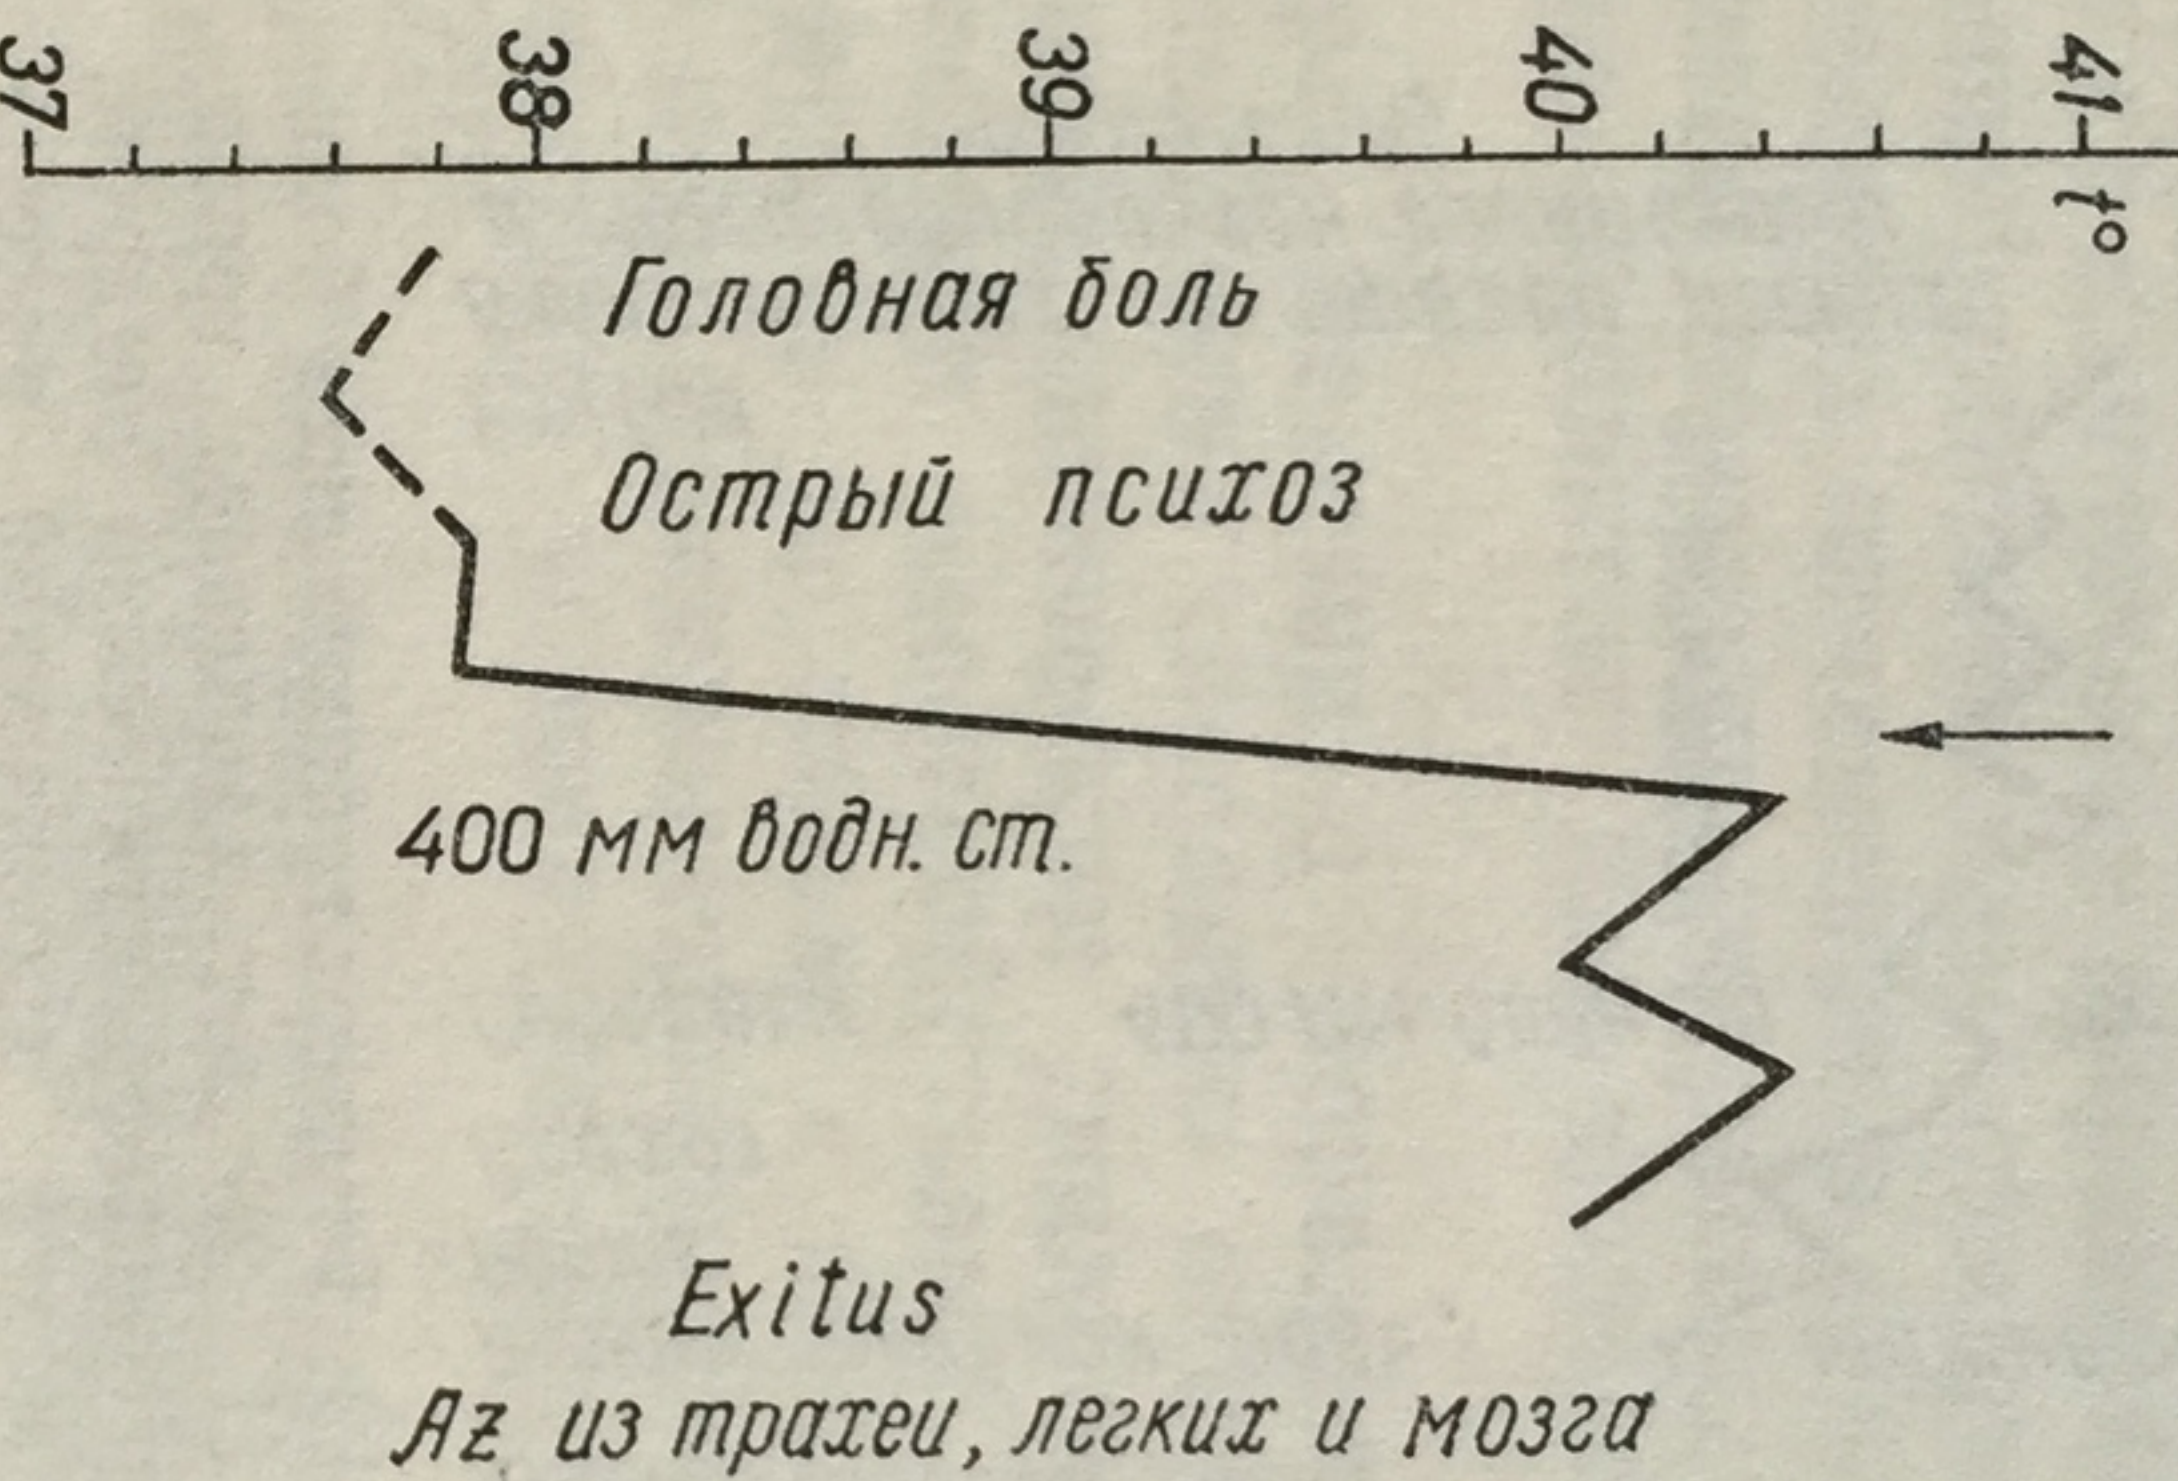 37 38 39 40 41
t°
Головная боль
Острый психоз
400 мм водн. ст.
Exitus
Az из трахеи, легких и мозга